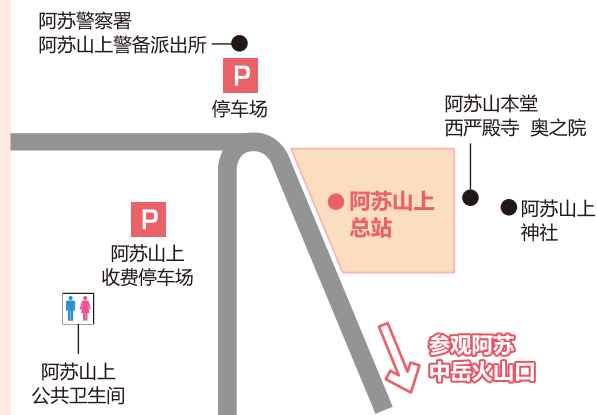 阿苏警察署
阿苏山上警备派出所
P
停车场
阿苏山本堂
西严殿寺 奥之院
阿苏山上
总站
阿苏山上
神社
P
阿苏山上
收费停车场
阿苏山上
公共卫生间
参观阿苏
中岳火山口